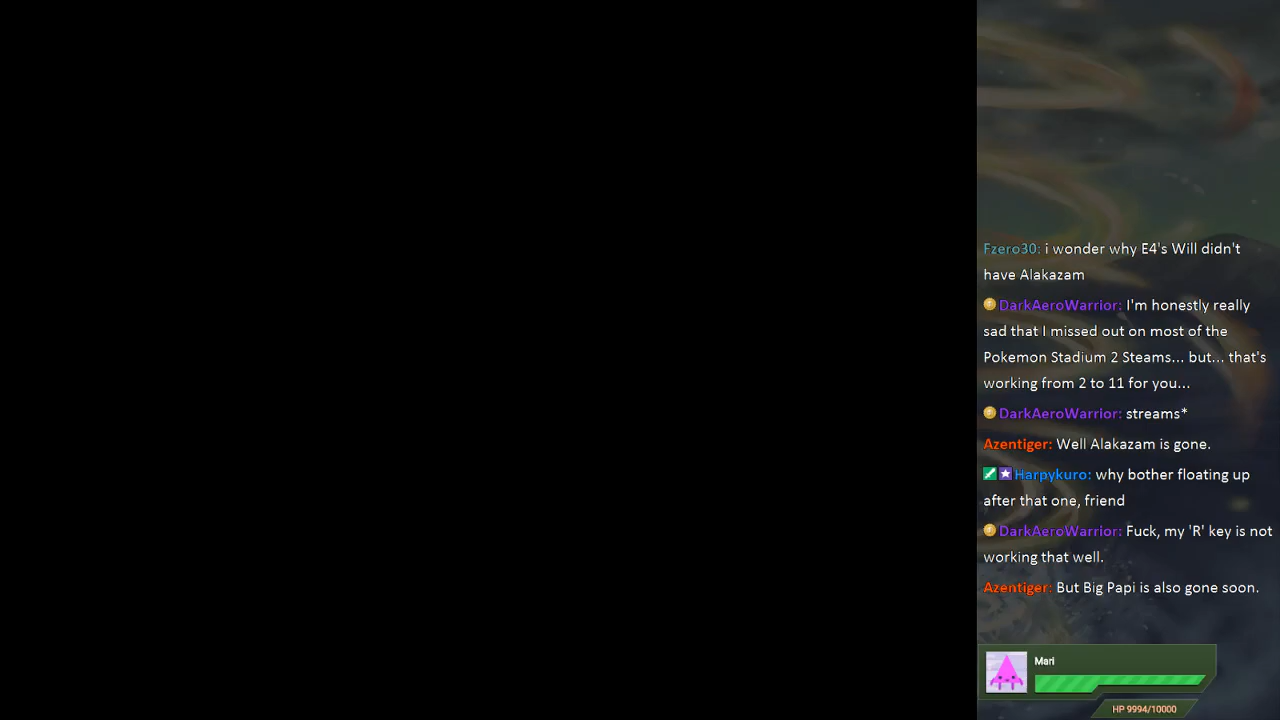 Fzero30: i wonder why E4's Will didn't
have Alakazam
DarkAeroWarrior: I'm honestly really
sad that I missed out on most of the
Pokemon Stadium 2 Steams... but... that's
working from 2 to 11 for you...
DarkAeroWarrior: streams*
Azentiger: Well Alakazam is gone.
Harpykuro: why bother floating up
after that one, friend
DarkAeroWarrior: Fuck, my 'R' key is not
working that well.
Azentiger: But Big Papi is also gone soon.
Mari
HP 9994/10000